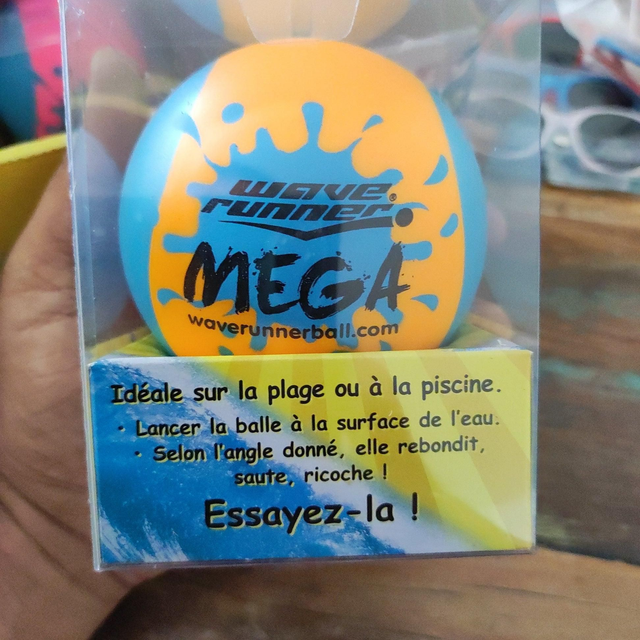 wave
runner®
MEGA
waverunnerball.com
Idéale sur la plage ou à la piscine.
· Lancer la balle à la surface de l'eau.
· Selon l'angle donné, elle rebondit,
saute, ricoche !
Essayez-la !